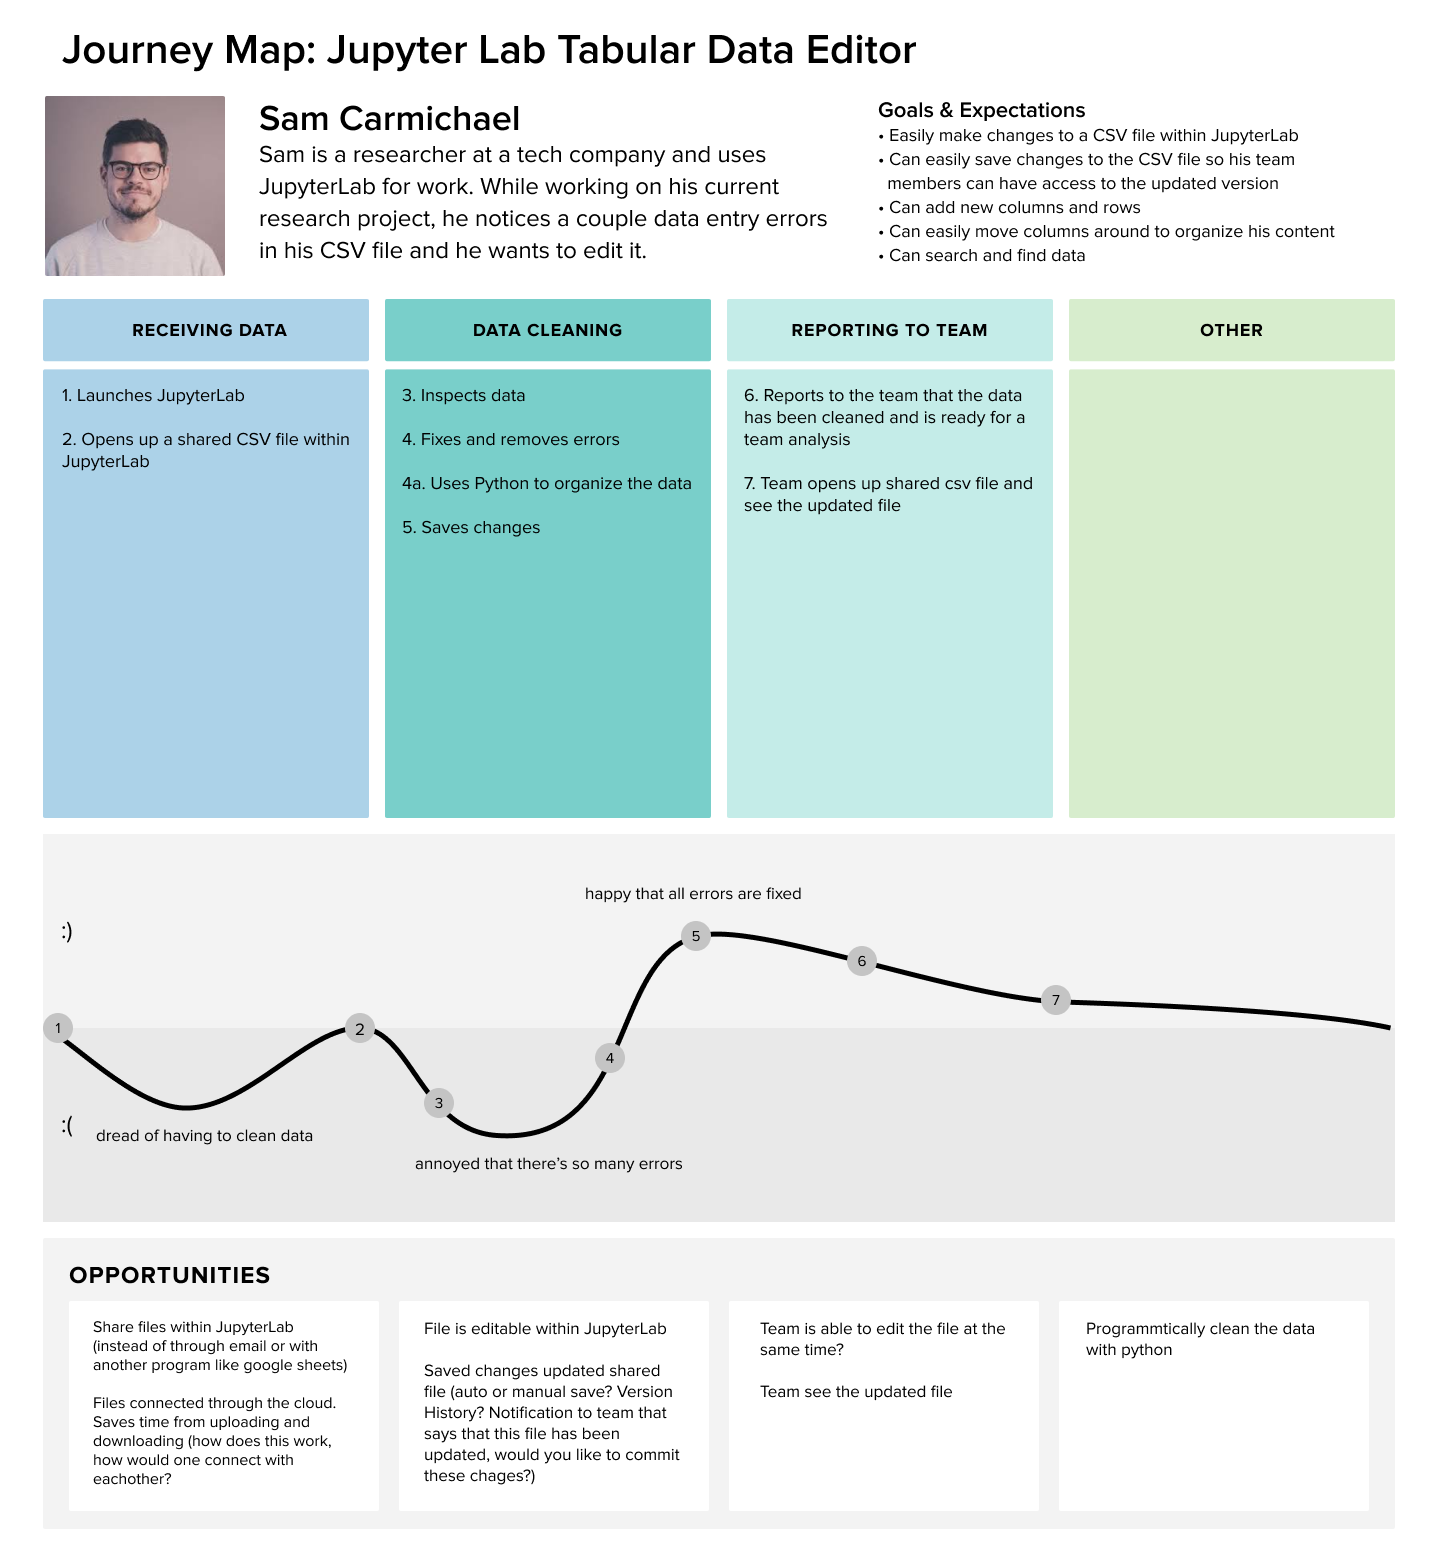 Journey Map: Jupyter Lab Tabular Data Editor
Sam Carmichael
Sam is a researcher at a tech company and uses
JupyterLab for work. While working on his current
research project, he notices a couple data entry errors
in his CSV file and he wants to edit it.
Goals & Expectations
• Easily make changes to a CSV file within JupyterLab
• Can easily save changes to the CSV file so his team
members can have access to the updated version
• Can add new columns and rows
• Can easily move columns around to organize his content
• Can search and find data
RECEIVING DATA
1. Launches JupyterLab
2. Opens up a shared CSV file within
JupyterLab
DATA CLEANING
3. Inspects data
4. Fixes and removes errors
4a. Uses Python to organize the data
5. Saves changes
REPORTING TO TEAM
6. Reports to the team that the data
has been cleaned and is ready for a
team analysis
7. Team opens up shared csv file and
see the updated file
OTHER
happy that all errors are fixed
:)
5
6
7
1
2
4
3
:(
dread of having to clean data
annoyed that there's so many errors
OPPORTUNITIES
Share files within JupyterLab
(instead of through email or with
another program like google sheets)
Files connected through the cloud.
Saves time from uploading and
downloading (how does this work,
how would one connect with
eachother?
File is editable within JupyterLab
Saved changes updated shared
file (auto or manual save? Version
History? Notification to team that
says that this file has been
updated, would you like to commit
these chages?)
Team is able to edit the file at the
same time?
Team see the updated file
Programmtically clean the data
with python